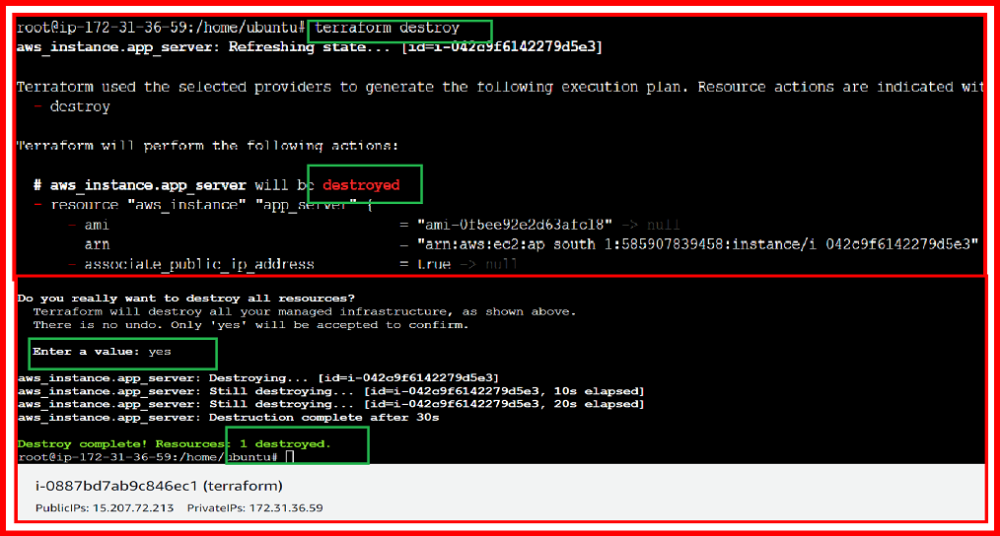 root@ip-172-31-36-59:/home/ubuntu# terraform destroy
aws_instance.app_server: Refreshing state... [id=i-042c9f6142279d5e3]
Terraform used the selected providers to generate the following execution plan. Resource actions are indicated wit
- destroy
Terraform will perform the following actions:
# aws_instance.app_server will be destroyed
- resource "aws_instance" "app_server" {
- ami = "ami-0f5ee92e2d63afc18" -> null
arn = "arn:aws:ec2:ap south 1:585907839458:instance/i 042c9f6142279d5e3"
- associate_public_ip_address = true -> null
Do you really want to destroy all resources?
Terraform will destroy all your managed infrastructure, as shown above.
There is no undo. Only 'yes' will be accepted to confirm.
Enter a value: yes
aws_instance.app_server: Destroying... [id=i-042c9f6142279d5e3]
aws_instance.app_server: Still destroying... [id=i-042c9f6142279d5e3, 10s elapsed]
aws_instance.app_server: Still destroying... [id=i-042c9f6142279d5e3, 20s elapsed]
aws_instance.app_server: Destruction complete after 30s
Destroy complete! Resources: 1 destroyed.
root@ip-172-31-36-59:/home/ubuntu#
i-0887bd7ab9c846ec1 (terraform)
PublicIPs: 15.207.72.213 PrivateIPs: 172.31.36.59